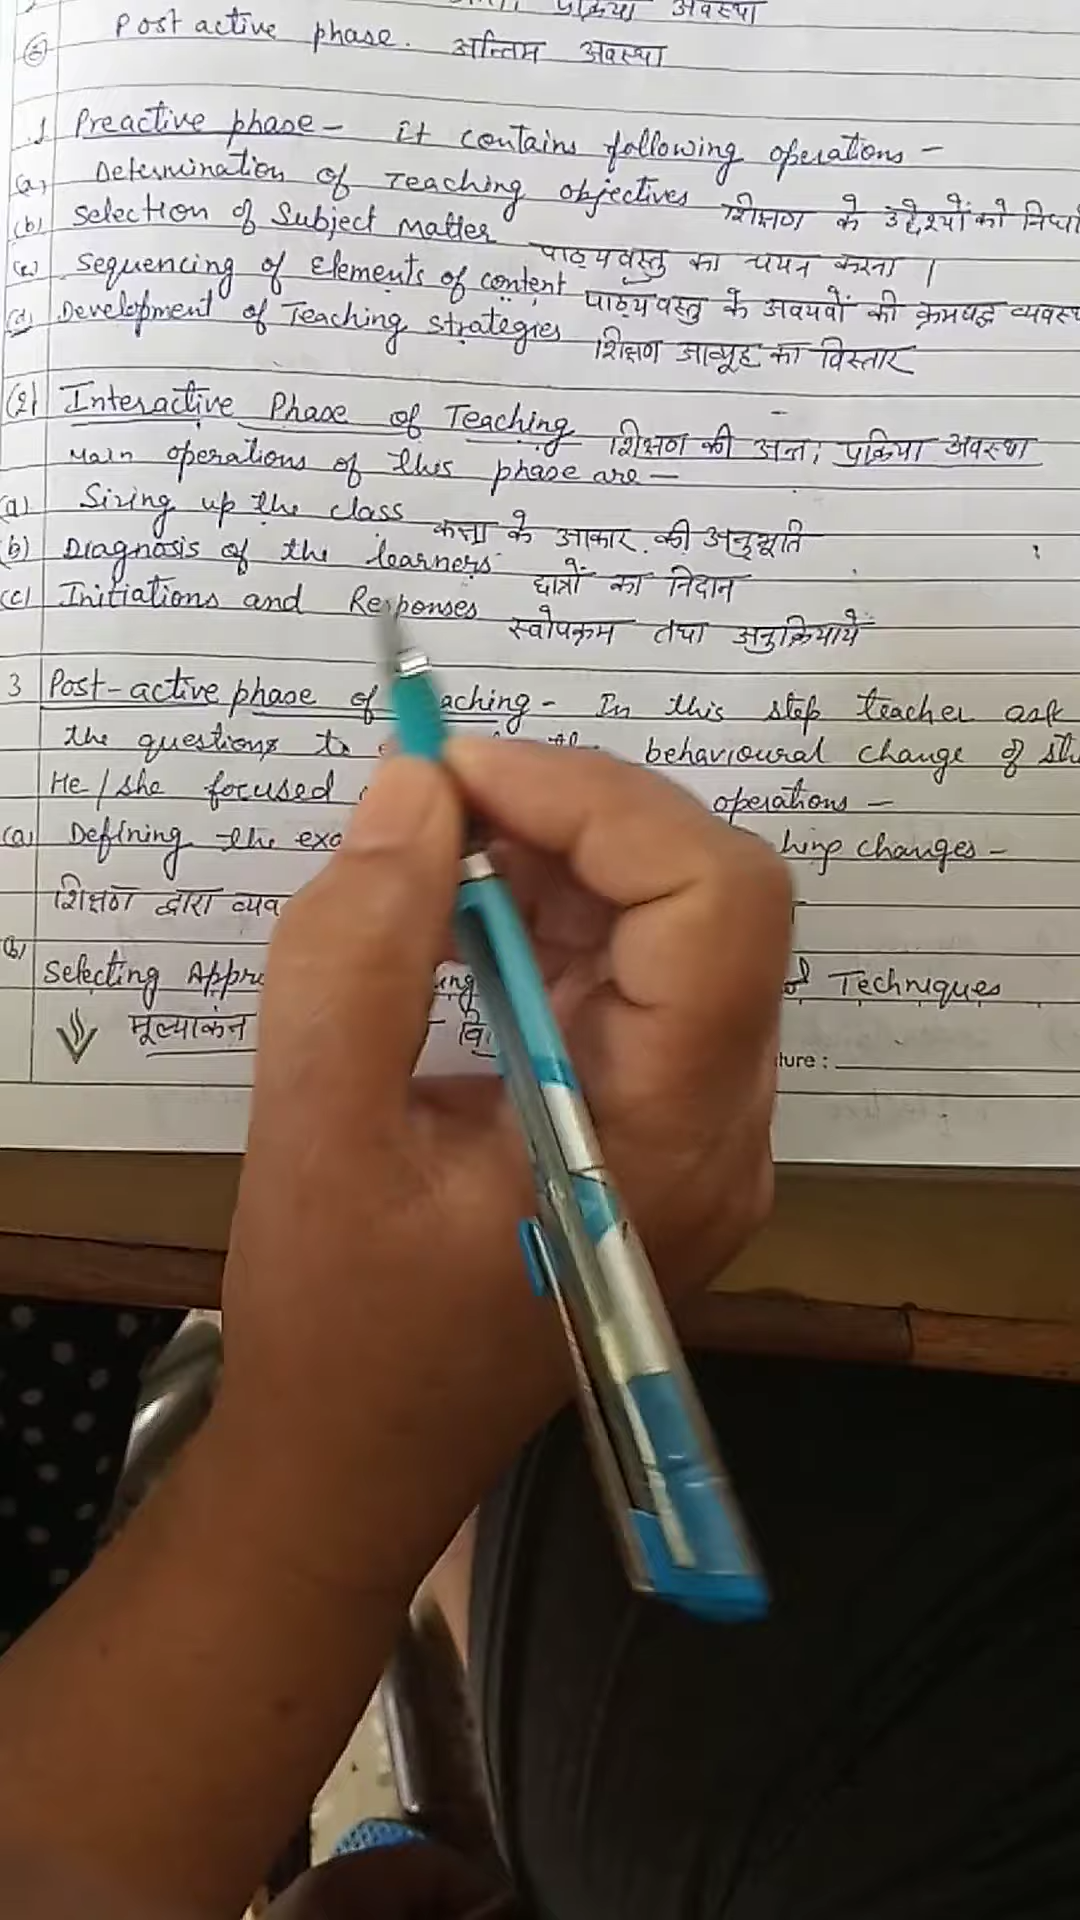 प्रक्रिया अवस्था
③ Post active phase. अन्तिम अवस्था
1 Preactive phase - it contains following operations -
(a) Determination of Teaching objectives शिक्षण के उद्देश्यों को
(b) Selection of Subject Matter पाठ्यवस्तु का चयन करना ।
(c) Sequencing of Elements of content पाठ्यवस्तु के अवयवों की क्रमबद्ध
(d) Development of Teaching Strategies शिक्षण आव्यूह का विस्तार
(2) Interactive Phase of Teaching शिक्षण की अन्त: प्रक्रिया अवस्था
Main operations of this phase are -
(a) Sizing up the class कक्षा के आकार की अनुभूति
(b) Diagnosis of the learners छात्रों का निदान
(c) Initiations and Responses स्वोपक्रम तथा अनुक्रियायें
3 Post-active phase of - In this step teacher ask
the questions behavioural change of
He/she focused operations -
(a) Defining the changes -
शिक्षण द्वारा
(b) Selecting Techniques
मूल्यांकन